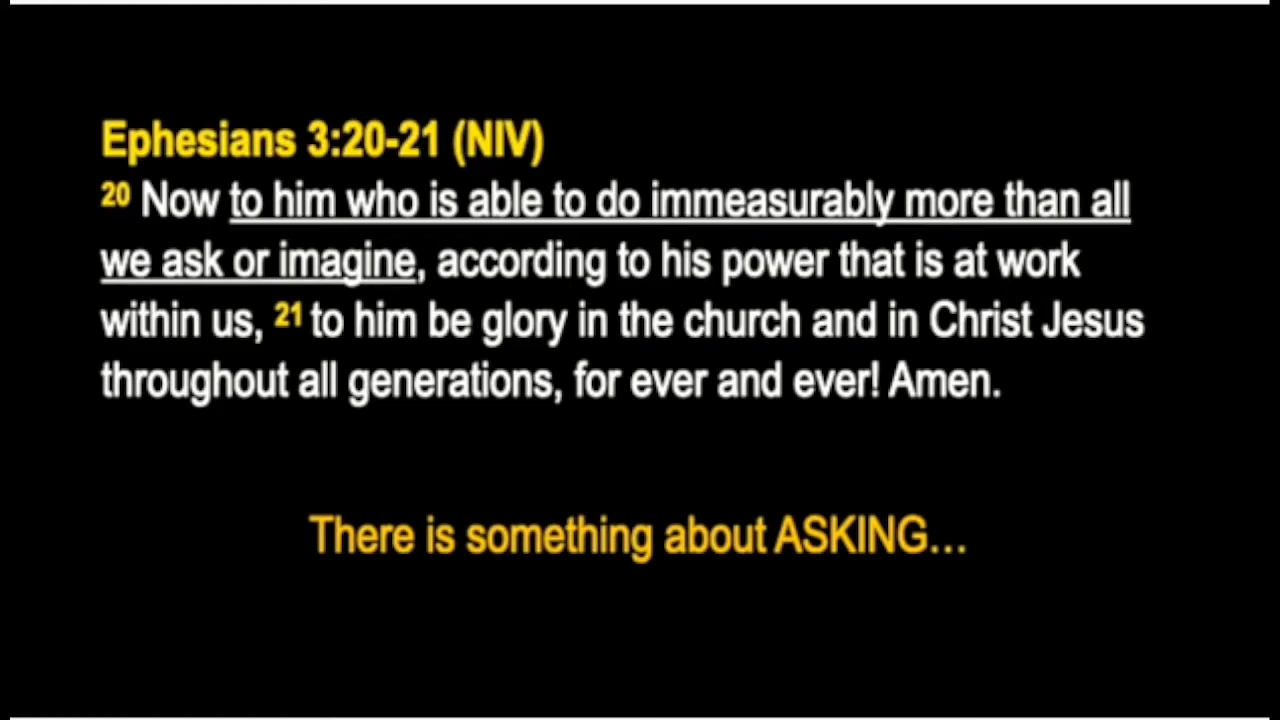 Ephesians 3:20-21 (NIV)
20 Now to him who is able to do immeasurably more than all
we ask or imagine, according to his power that is at work
within us, 21 to him be glory in the church and in Christ Jesus
throughout all generations, for ever and ever! Amen.
There is something about ASKING…